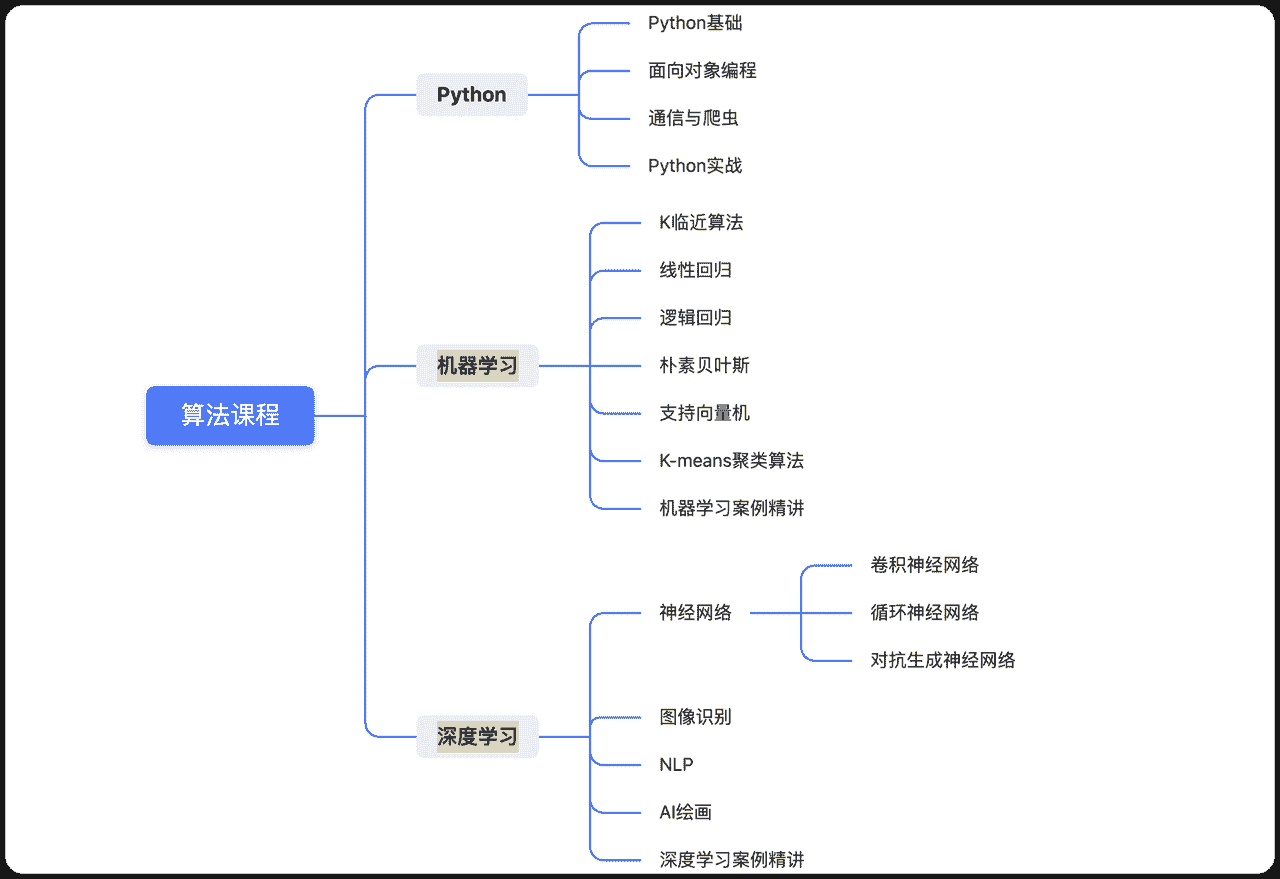 算法课程
Python
Python基础
面向对象编程
通信与爬虫
Python实战
机器学习
K临近算法
线性回归
逻辑回归
朴素贝叶斯
支持向量机
K-means聚类算法
机器学习案例精讲
深度学习
神经网络
卷积神经网络
循环神经网络
对抗生成神经网络
图像识别
NLP
AI绘画
深度学习案例精讲